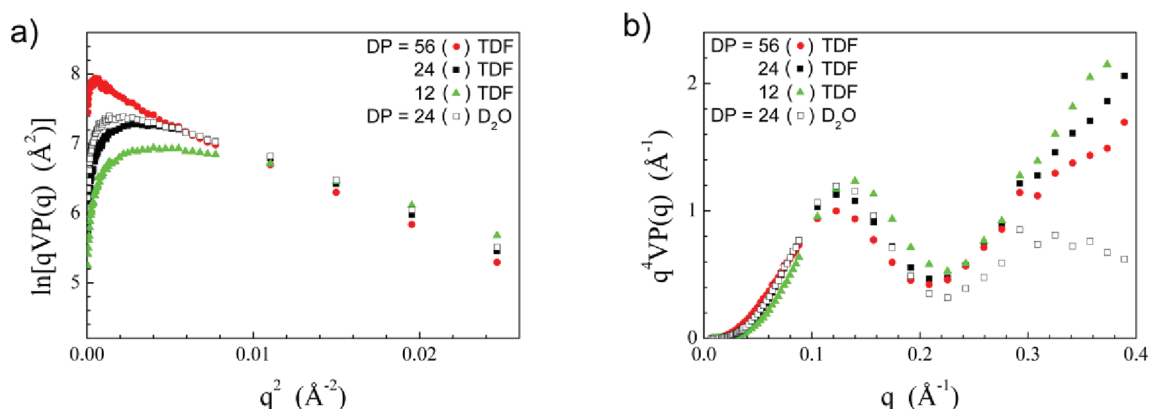 a)
DP = 56 ( ● ) TDF
24 ( ■ ) TDF
12 ( ▲ ) TDF
DP = 24 ( □ ) D₂O
ln[qVP(q) (Å²)]
8
7
6
5
0.00
0.01
0.02
q² (Å⁻²)
b)
DP = 56 ( ● ) TDF
24 ( ■ ) TDF
12 ( ▲ ) TDF
DP = 24 ( □ ) D₂O
q⁴VP(q) (Å⁻¹)
2
1
0
0.0
0.1
0.2
0.3
0.4
q (Å⁻¹)